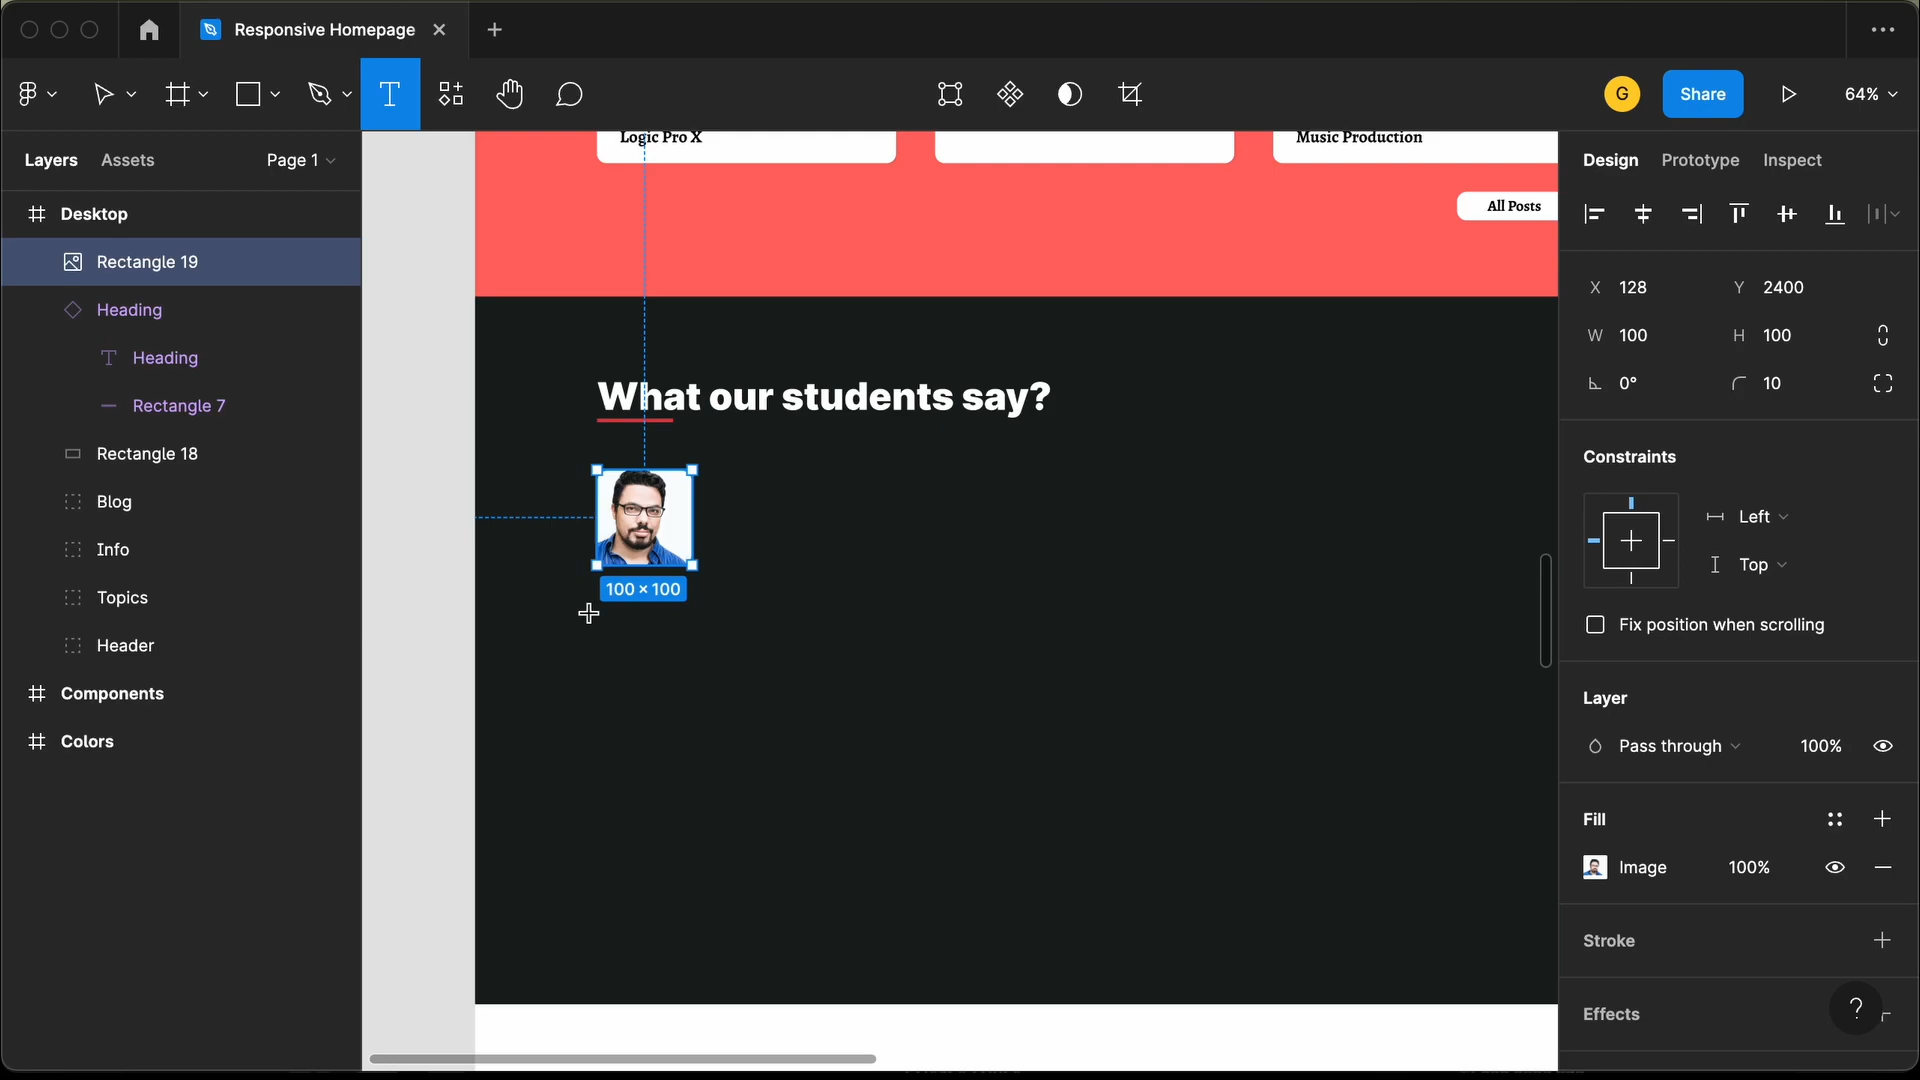 Responsive Homepage
G
Share
64%
Layers
Assets
Page 1
Desktop
Rectangle 19
Heading
Heading
Rectangle 7
Rectangle 18
Blog
Info
Topics
Header
Components
Colors
Logic Pro X
Music Production
All Posts
What our students say?
100 × 100
Design
Prototype
Inspect
X 128
Y 2400
W 100
H 100
0°
10
Constraints
Left
Top
Fix position when scrolling
Layer
Pass through
100%
Fill
Image
100%
Stroke
Effects
?